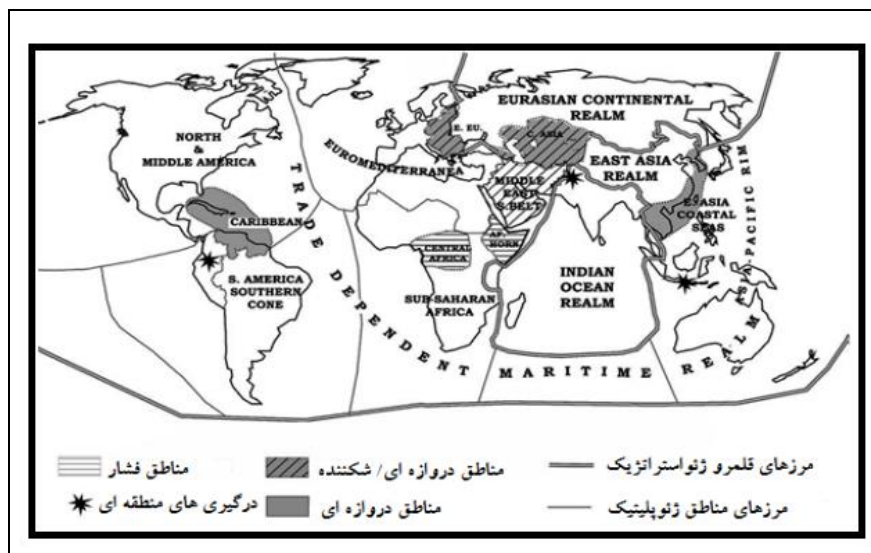 EURASIAN CONTINENTAL
REALM
NORTH
&
MIDDLE AMERICA
E. EU.
C. ASIA
EAST ASIA
REALM
EUROMEDITERRANEA
MIDDLE
EAST
S.BELT
E. ASIA
COASTAL
SEAS
CARIBBEAN
AF.
HORN
CENTRAL
AFRICA
S. AMERICA
SOUTHERN
CONE
SUB-SAHARAN
AFRICA
INDIAN
OCEAN
REALM
ASIA PACIFIC RIM
TRADE DEPENDENT MARITIME REALM
مرزهای قلمرو ژئواستراتژیک
مناطق دروازه ای/ شکننده
مناطق فشار
مرزهای مناطق ژئوپلیتیک
مناطق دروازه ای
درگیری های منطقه ای